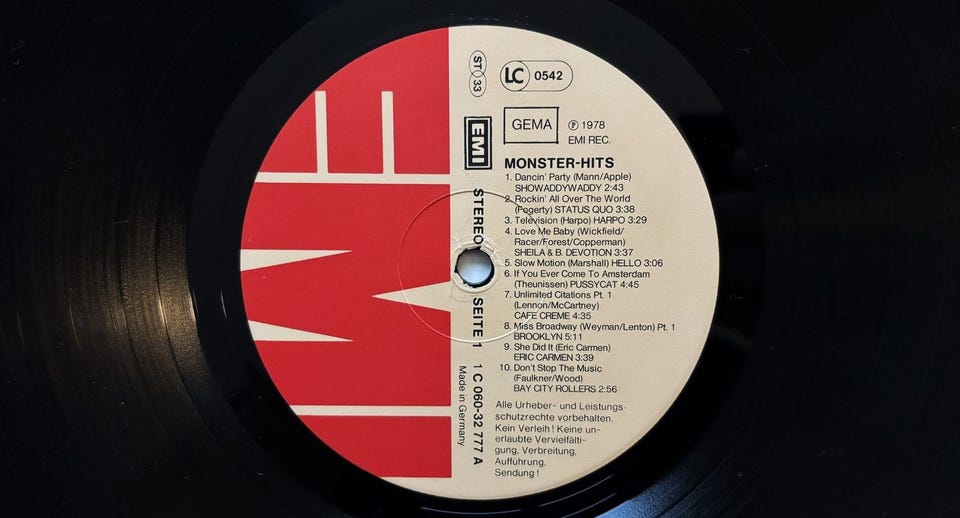 EMI
ST 33
LC 0542
GEMA
℗ 1978
EMI REC.
EMI
STEREO
SEITE 1
1 C 060-32 777 A
Made in Germany
MONSTER-HITS
1. Dancin' Party (Mann/Apple)
SHOWADDYWADDY 2:43
2. Rockin' All Over The World
(Fogerty) STATUS QUO 3:38
3. Television (Harpo) HARPO 3:29
4. Love Me Baby (Wickfield/
Racer/Forest/Copperman)
SHEILA & B. DEVOTION 3:37
5. Slow Motion (Marshall) HELLO 3:06
6. If You Ever Come To Amsterdam
(Theunissen) PUSSYCAT 4:45
7. Unlimited Citations Pt. 1
(Lennon/McCartney)
CAFE CREME 4:35
8. Miss Broadway (Weyman/Lenton) Pt. 1
BROOKLYN 5:11
9. She Did It (Eric Carmen)
ERIC CARMEN 3:39
10. Don't Stop The Music
(Faulkner/Wood)
BAY CITY ROLLERS 2:56
Alle Urheber- und Leistungs-
schutzrechte vorbehalten.
Kein Verleih! Keine un-
erlaubte Vervielfälti-
gung, Verbreitung,
Aufführung,
Sendung!